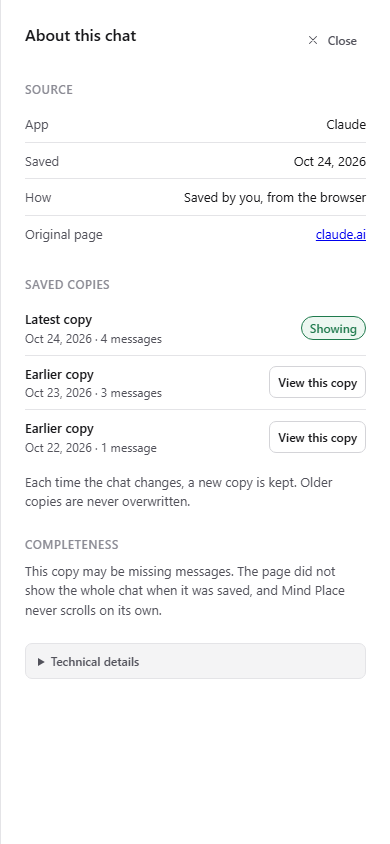 About this chat
Close
SOURCE
App Claude
Saved Oct 24, 2026
How Saved by you, from the browser
Original page claude.ai
SAVED COPIES
Latest copy
Oct 24, 2026 · 4 messages
Showing
Earlier copy
Oct 23, 2026 · 3 messages
View this copy
Earlier copy
Oct 22, 2026 · 1 message
View this copy
Each time the chat changes, a new copy is kept. Older
copies are never overwritten.
COMPLETENESS
This copy may be missing messages. The page did not
show the whole chat when it was saved, and Mind Place
never scrolls on its own.
Technical details